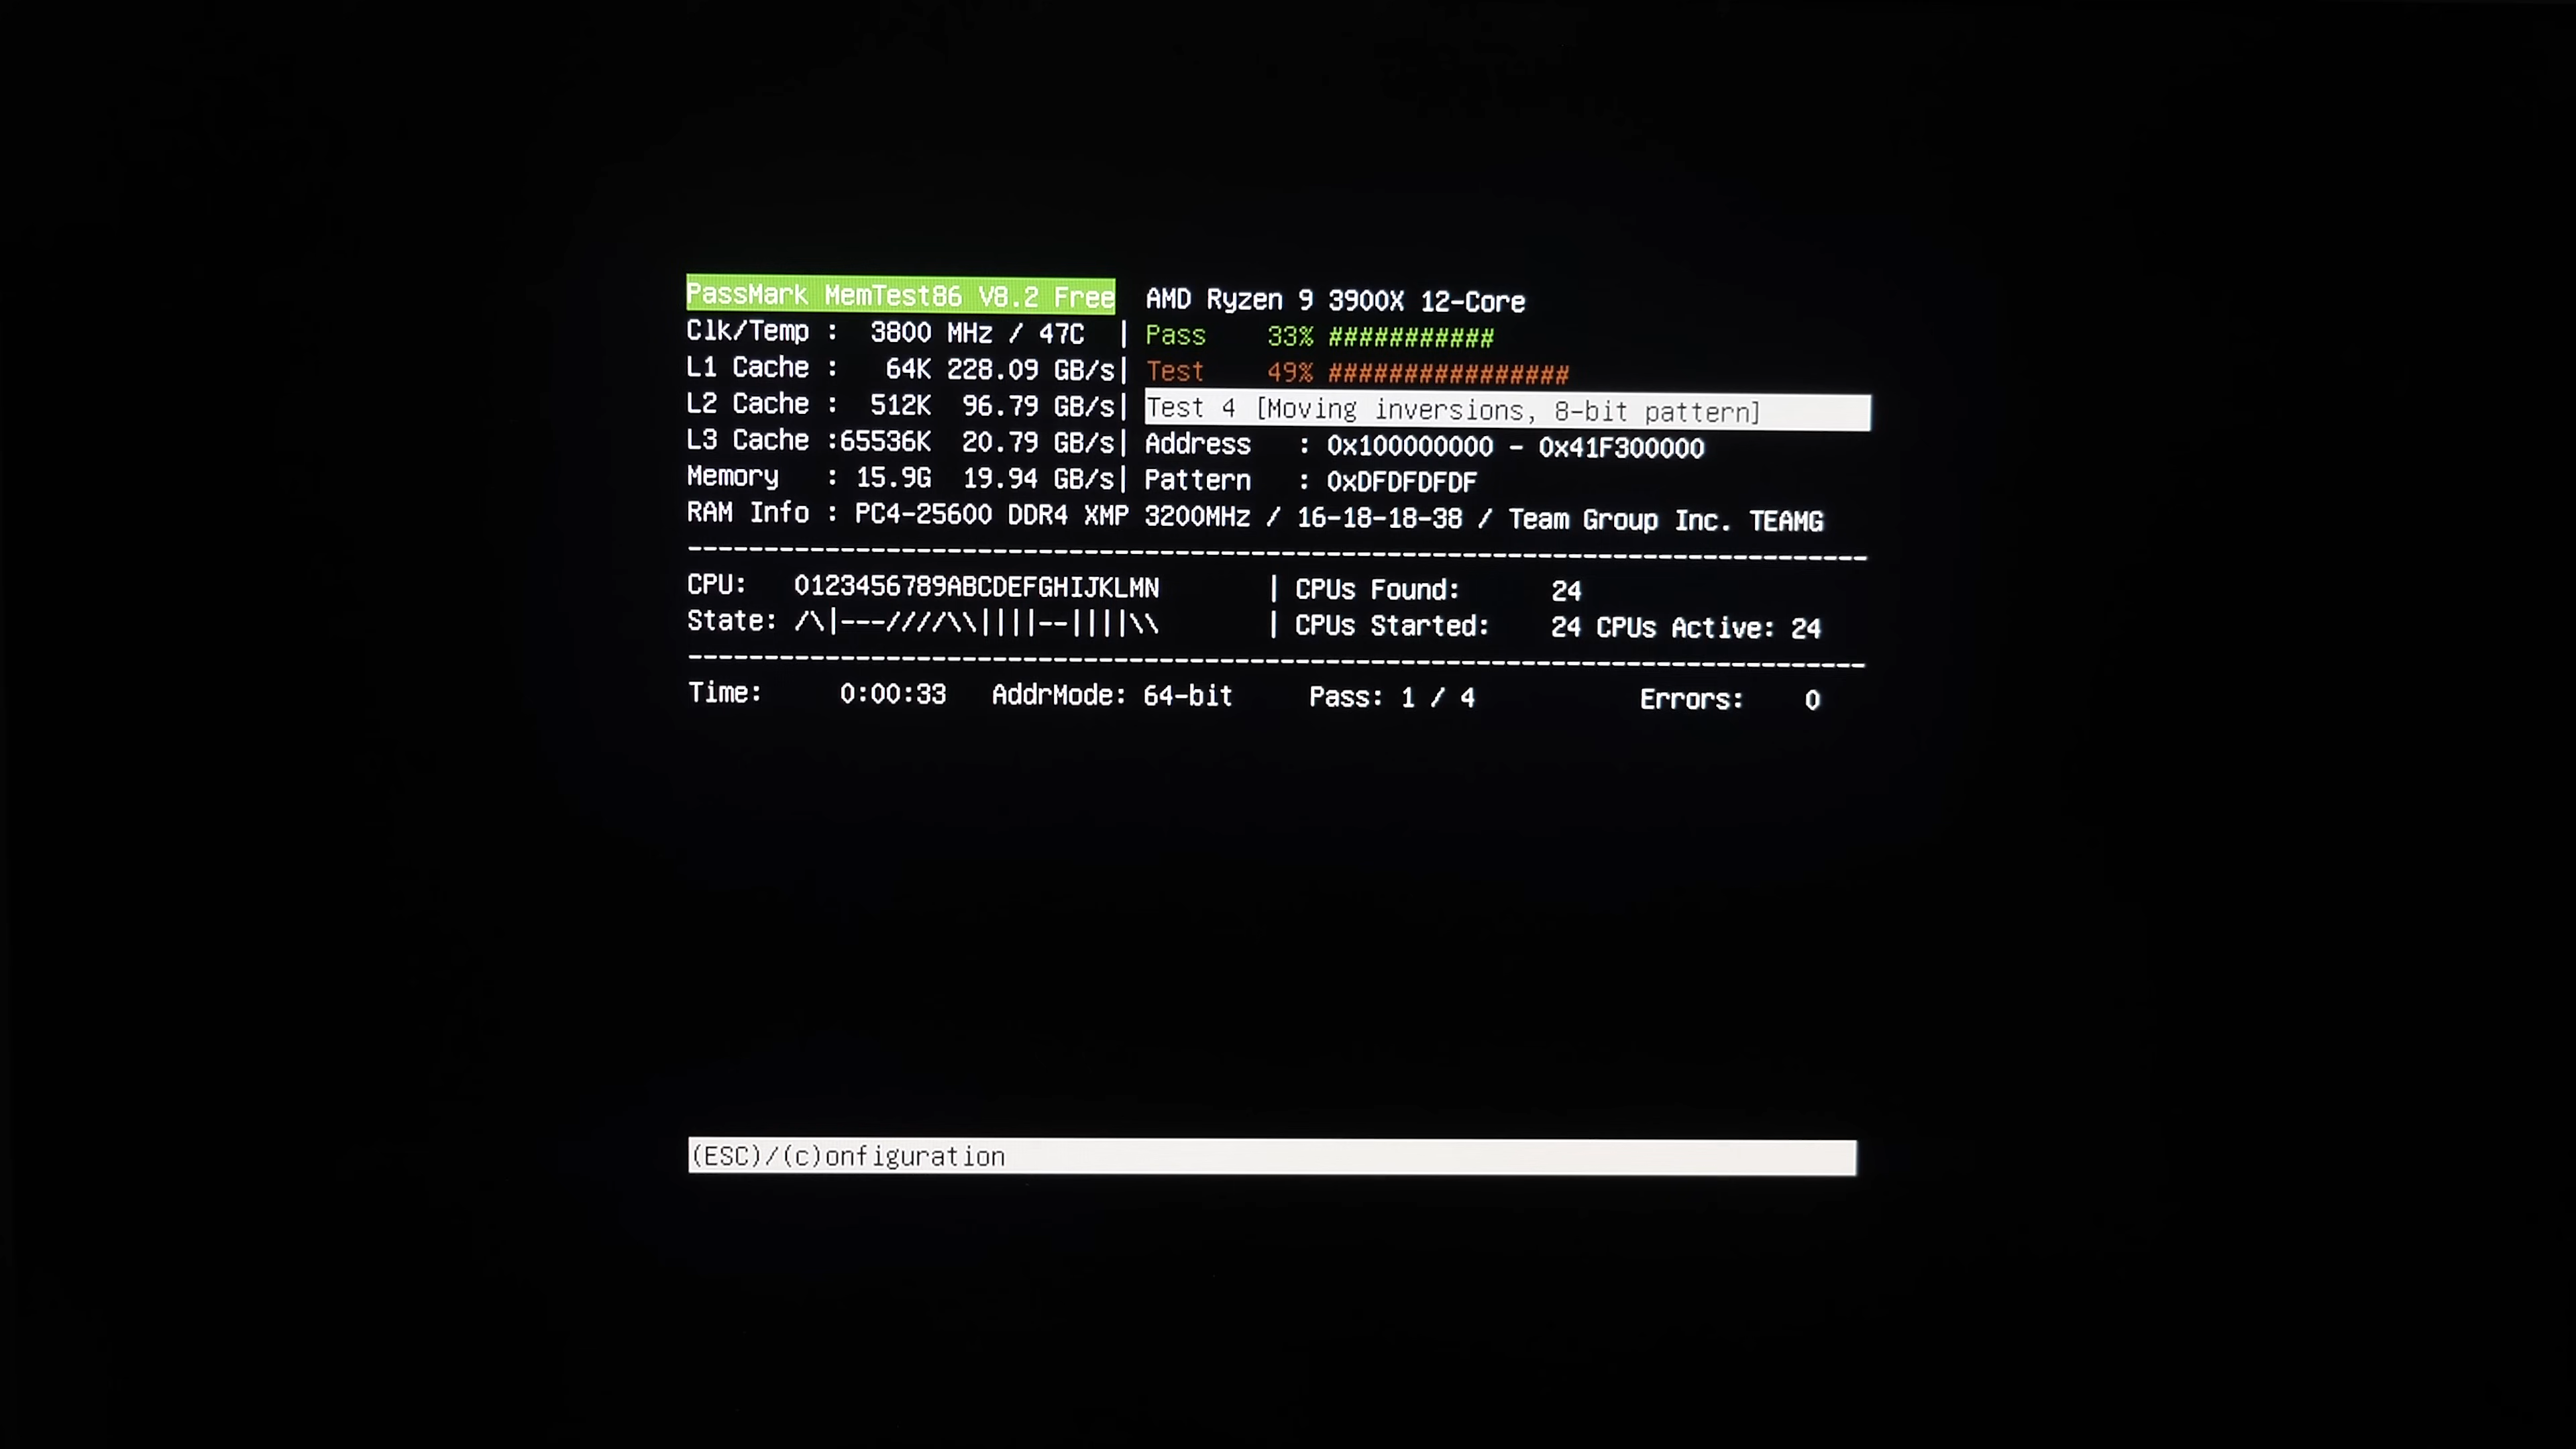 PassMark MemTest86 V8.2 Free AMD Ryzen 9 3900X 12-Core
Clk/Temp : 3800 MHz / 47C | Pass 33% ###########
L1 Cache : 64K 228.09 GB/s| Test 49% ################
L2 Cache : 512K 96.79 GB/s| Test 4 [Moving inversions, 8-bit pattern]
L3 Cache :65536K 20.79 GB/s| Address : 0x100000000 - 0x41F300000
Memory : 15.9G 19.94 GB/s| Pattern : 0xDFDFDFDF
RAM Info : PC4-25600 DDR4 XMP 3200MHz / 16-18-18-38 / Team Group Inc. TEAMG
------------------------------------------------------------------------------
CPU: 0123456789ABCDEFGHIJKLMN | CPUs Found: 24
State: /\|---////\\||||--||||\\ | CPUs Started: 24 CPUs Active: 24
------------------------------------------------------------------------------
Time: 0:00:33 AddrMode: 64-bit Pass: 1 / 4 Errors: 0
(ESC)/(c)onfiguration